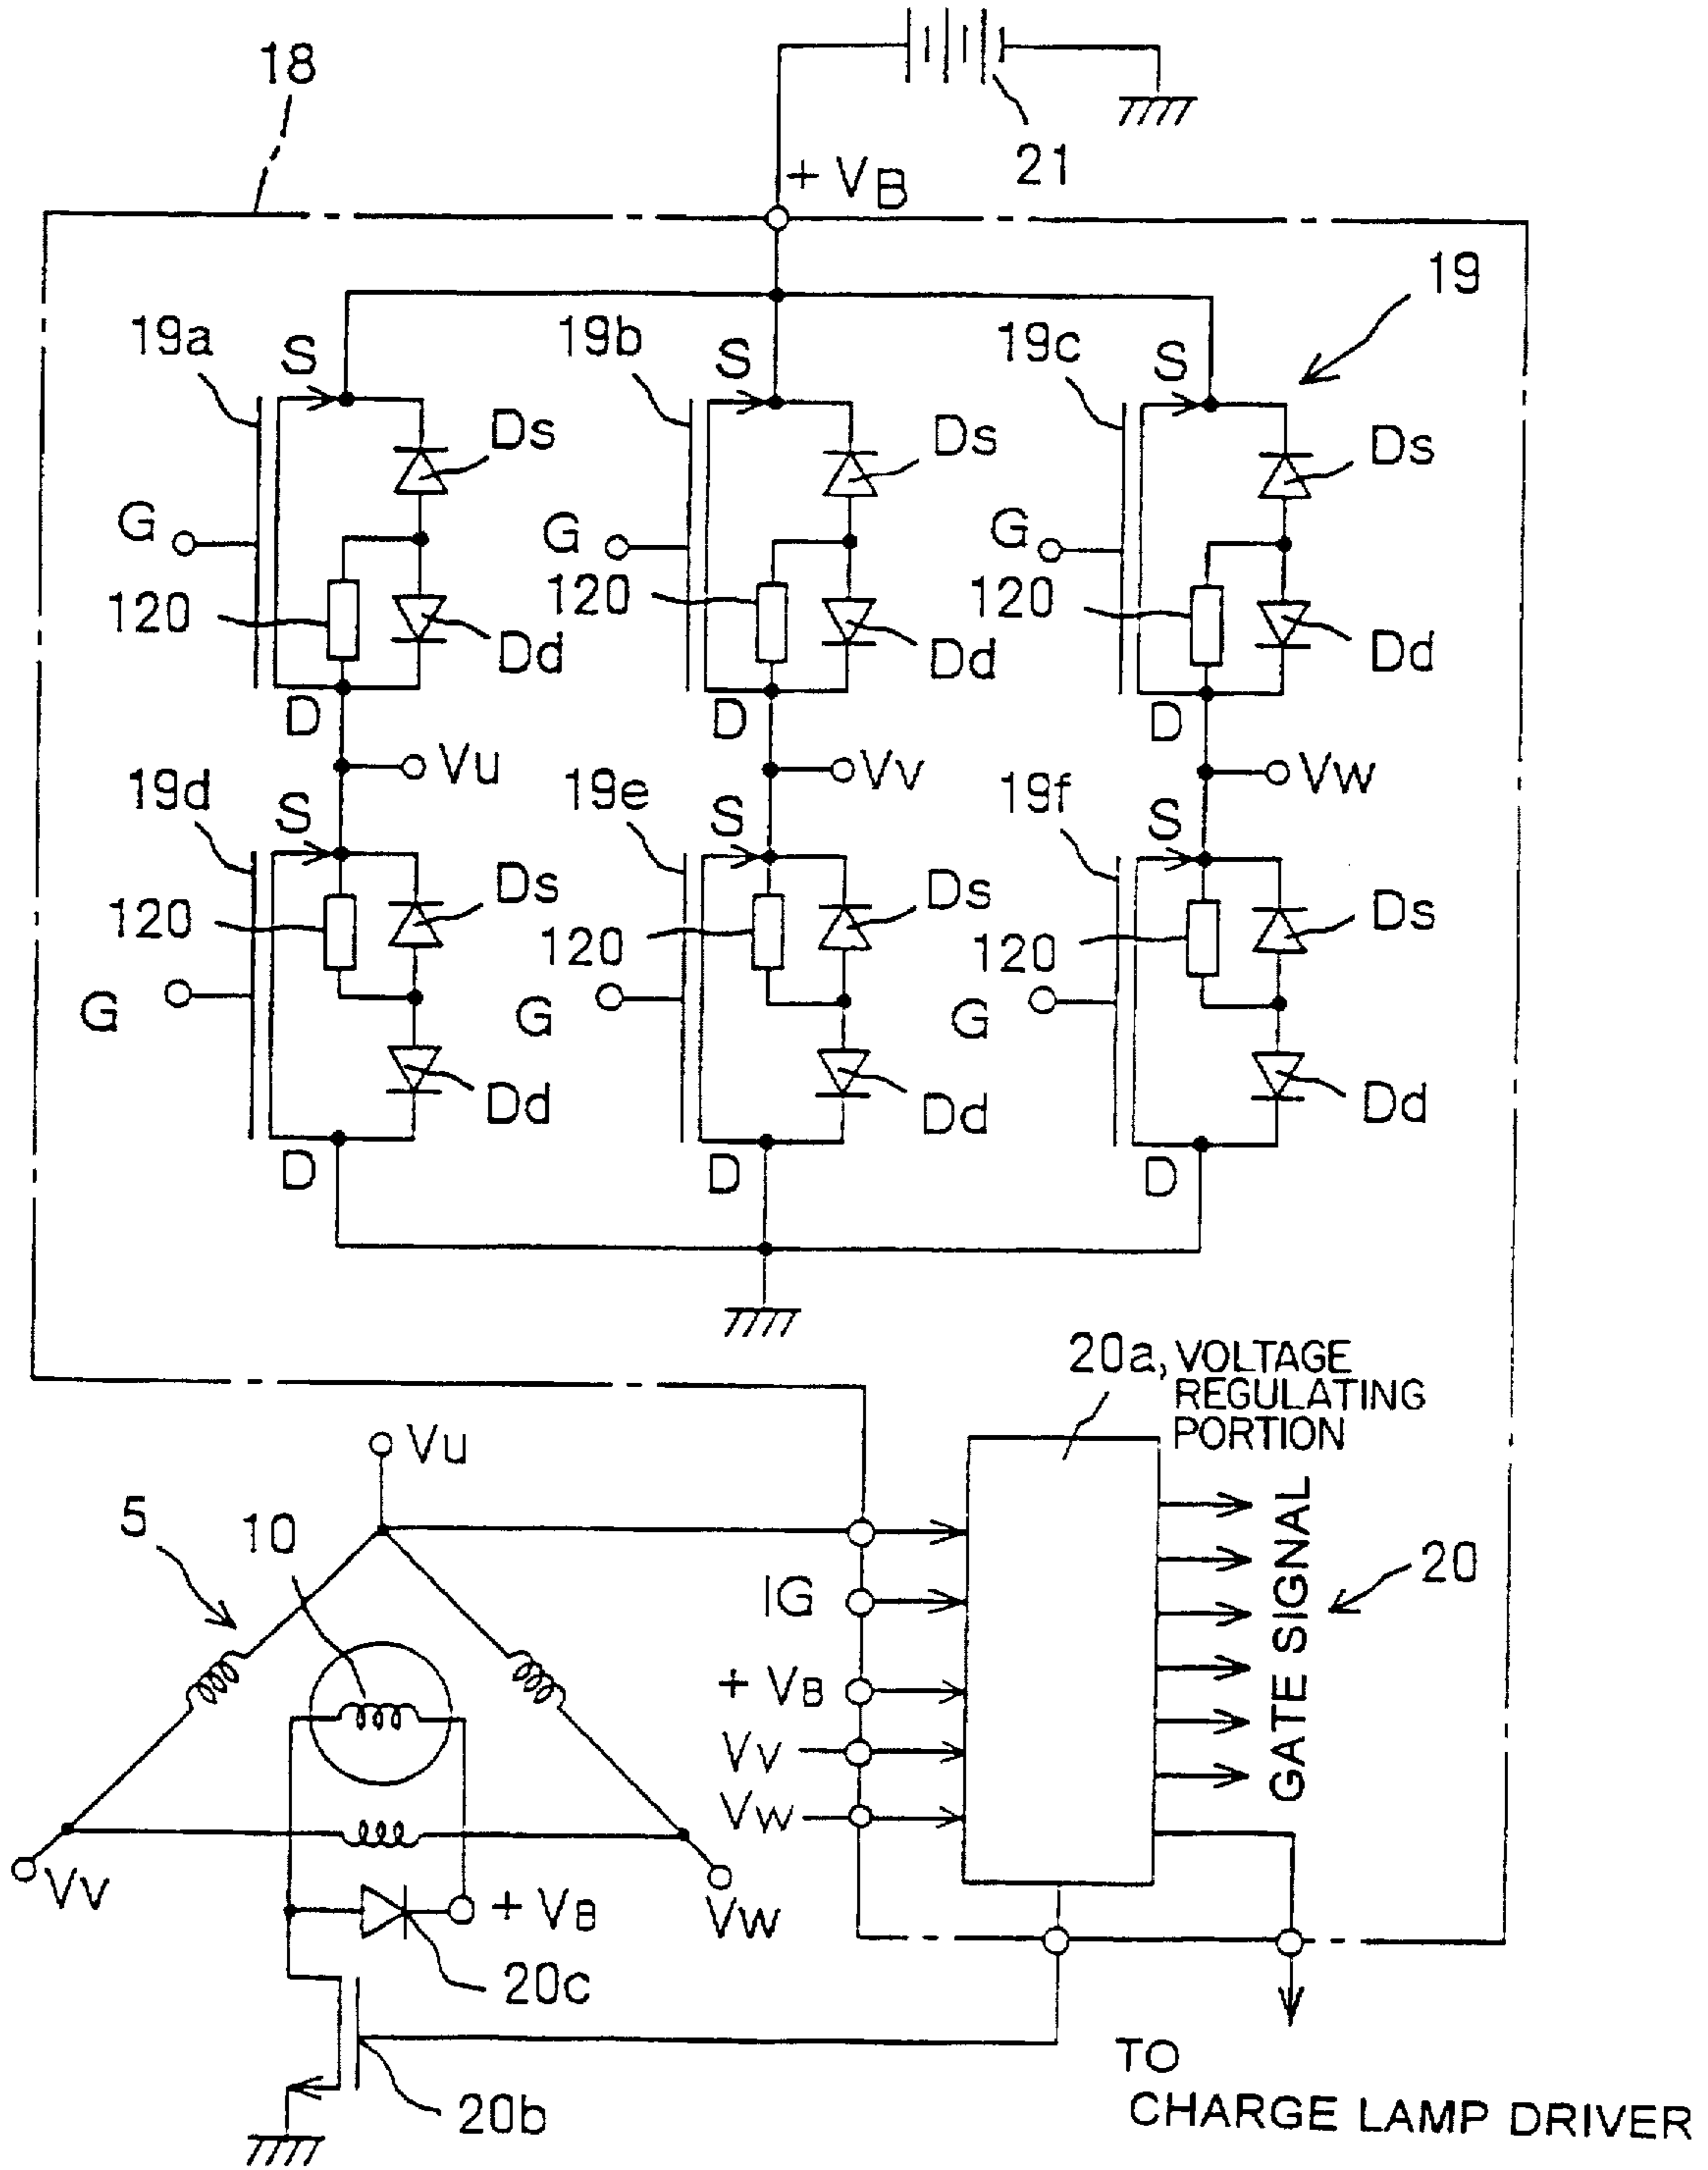 18
21
+ VB
19
19a
S
19b
S
19c
S
Ds
Ds
Ds
G
G
G
120
120
120
Dd
Dd
Dd
D
D
D
Vu
Vv
Vw
19d
S
19e
S
19f
S
Ds
Ds
Ds
120
120
120
G
G
G
Dd
Dd
Dd
D
D
D
20a, VOLTAGE
REGULATING
PORTION
Vu
5
10
IG
+ VB
Vv
Vw
GATE SIGNAL
20
Vv
Vw
+ VB
20c
20b
TO
CHARGE LAMP DRIVER